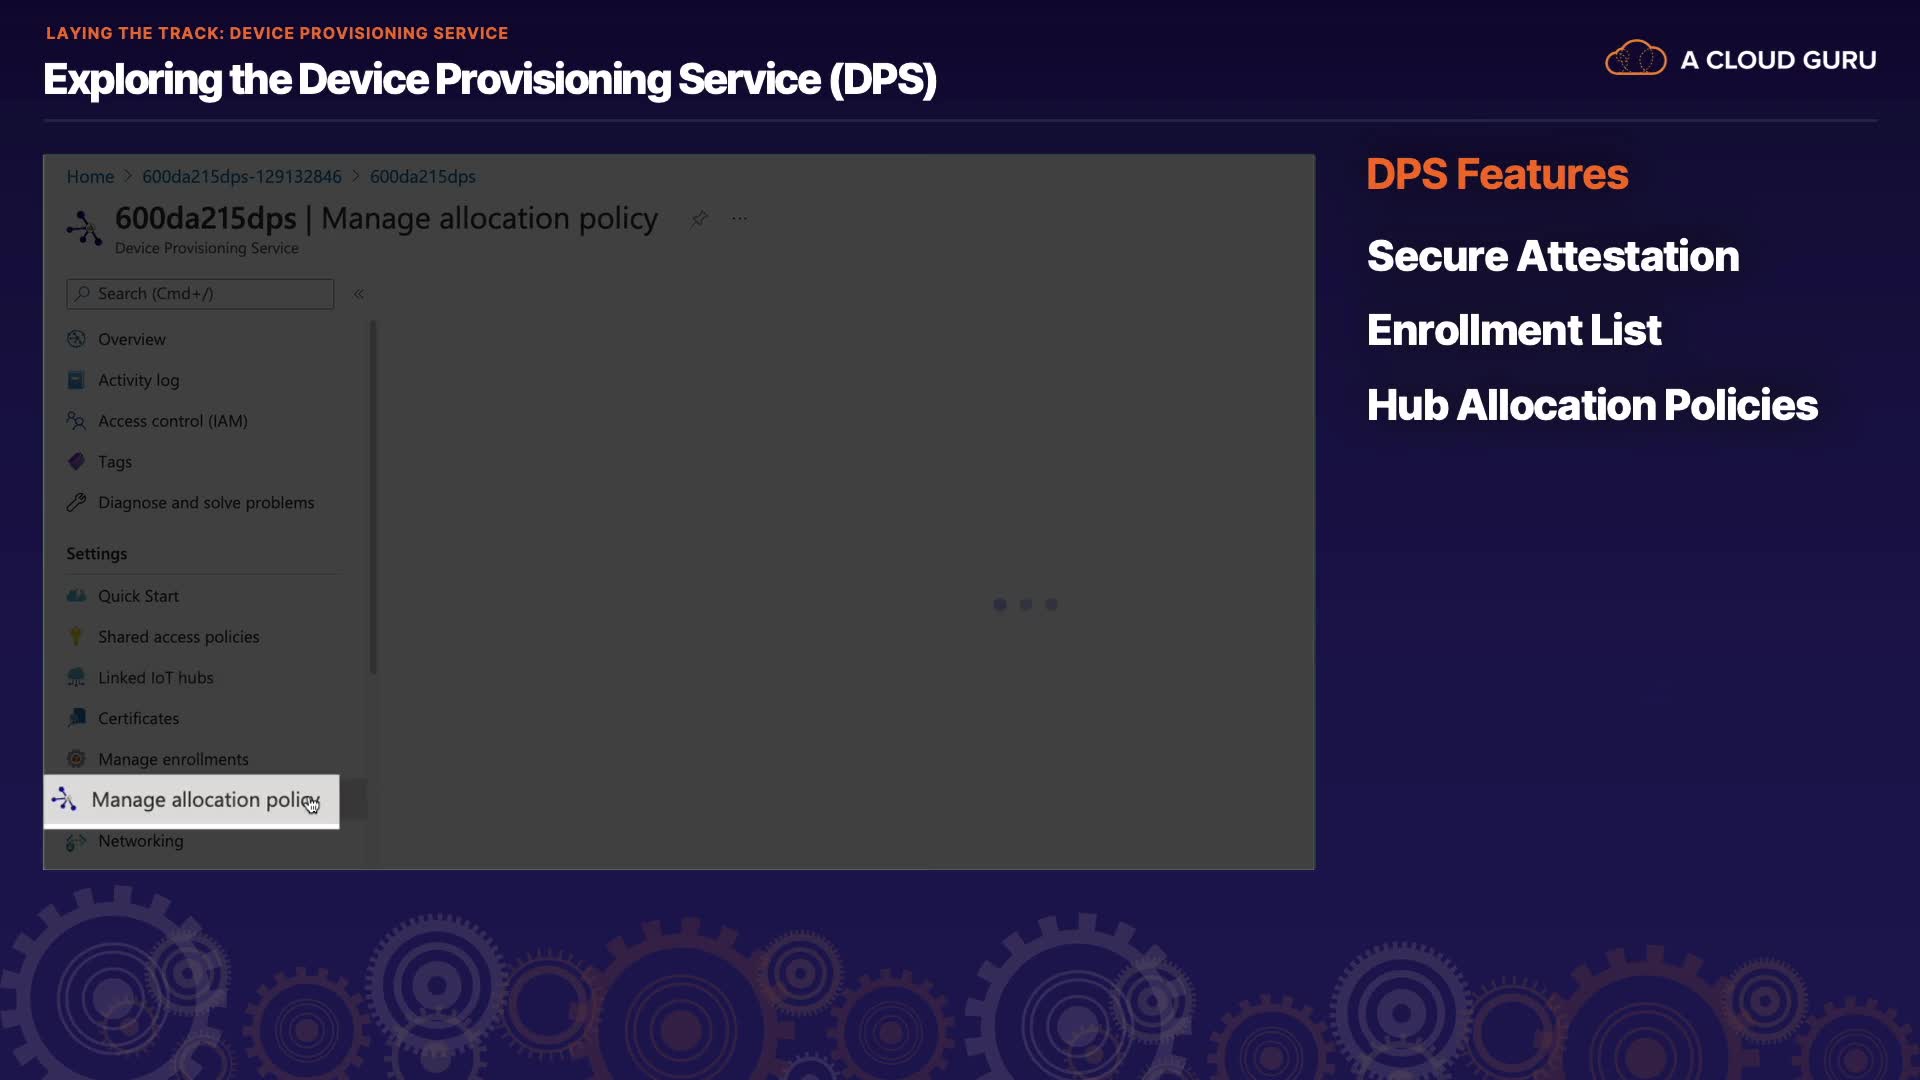 LAYING THE TRACK: DEVICE PROVISIONING SERVICE
Exploring the Device Provisioning Service (DPS)
A CLOUD GURU
Home > 600da215dps-129132846 > 600da215dps
600da215dps | Manage allocation policy ...
Device Provisioning Service
Search (Cmd+/)
«
Overview
Activity log
Access control (IAM)
Tags
Diagnose and solve problems
Settings
Quick Start
Shared access policies
Linked IoT hubs
Certificates
Manage enrollments
Manage allocation policy
Networking
DPS Features
Secure Attestation
Enrollment List
Hub Allocation Policies